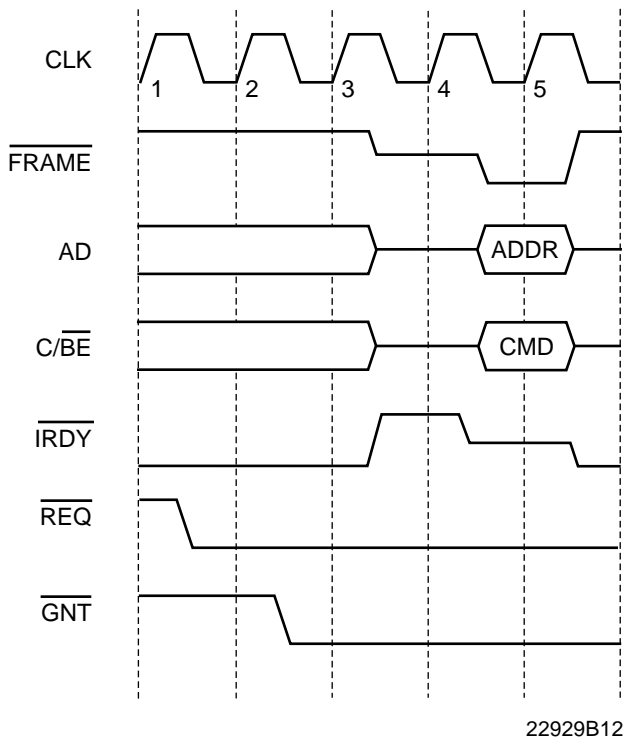 CLK
1 2 3 4 5
FRAME
AD
ADDR
C/BE
CMD
IRDY
REQ
GNT
22929B12